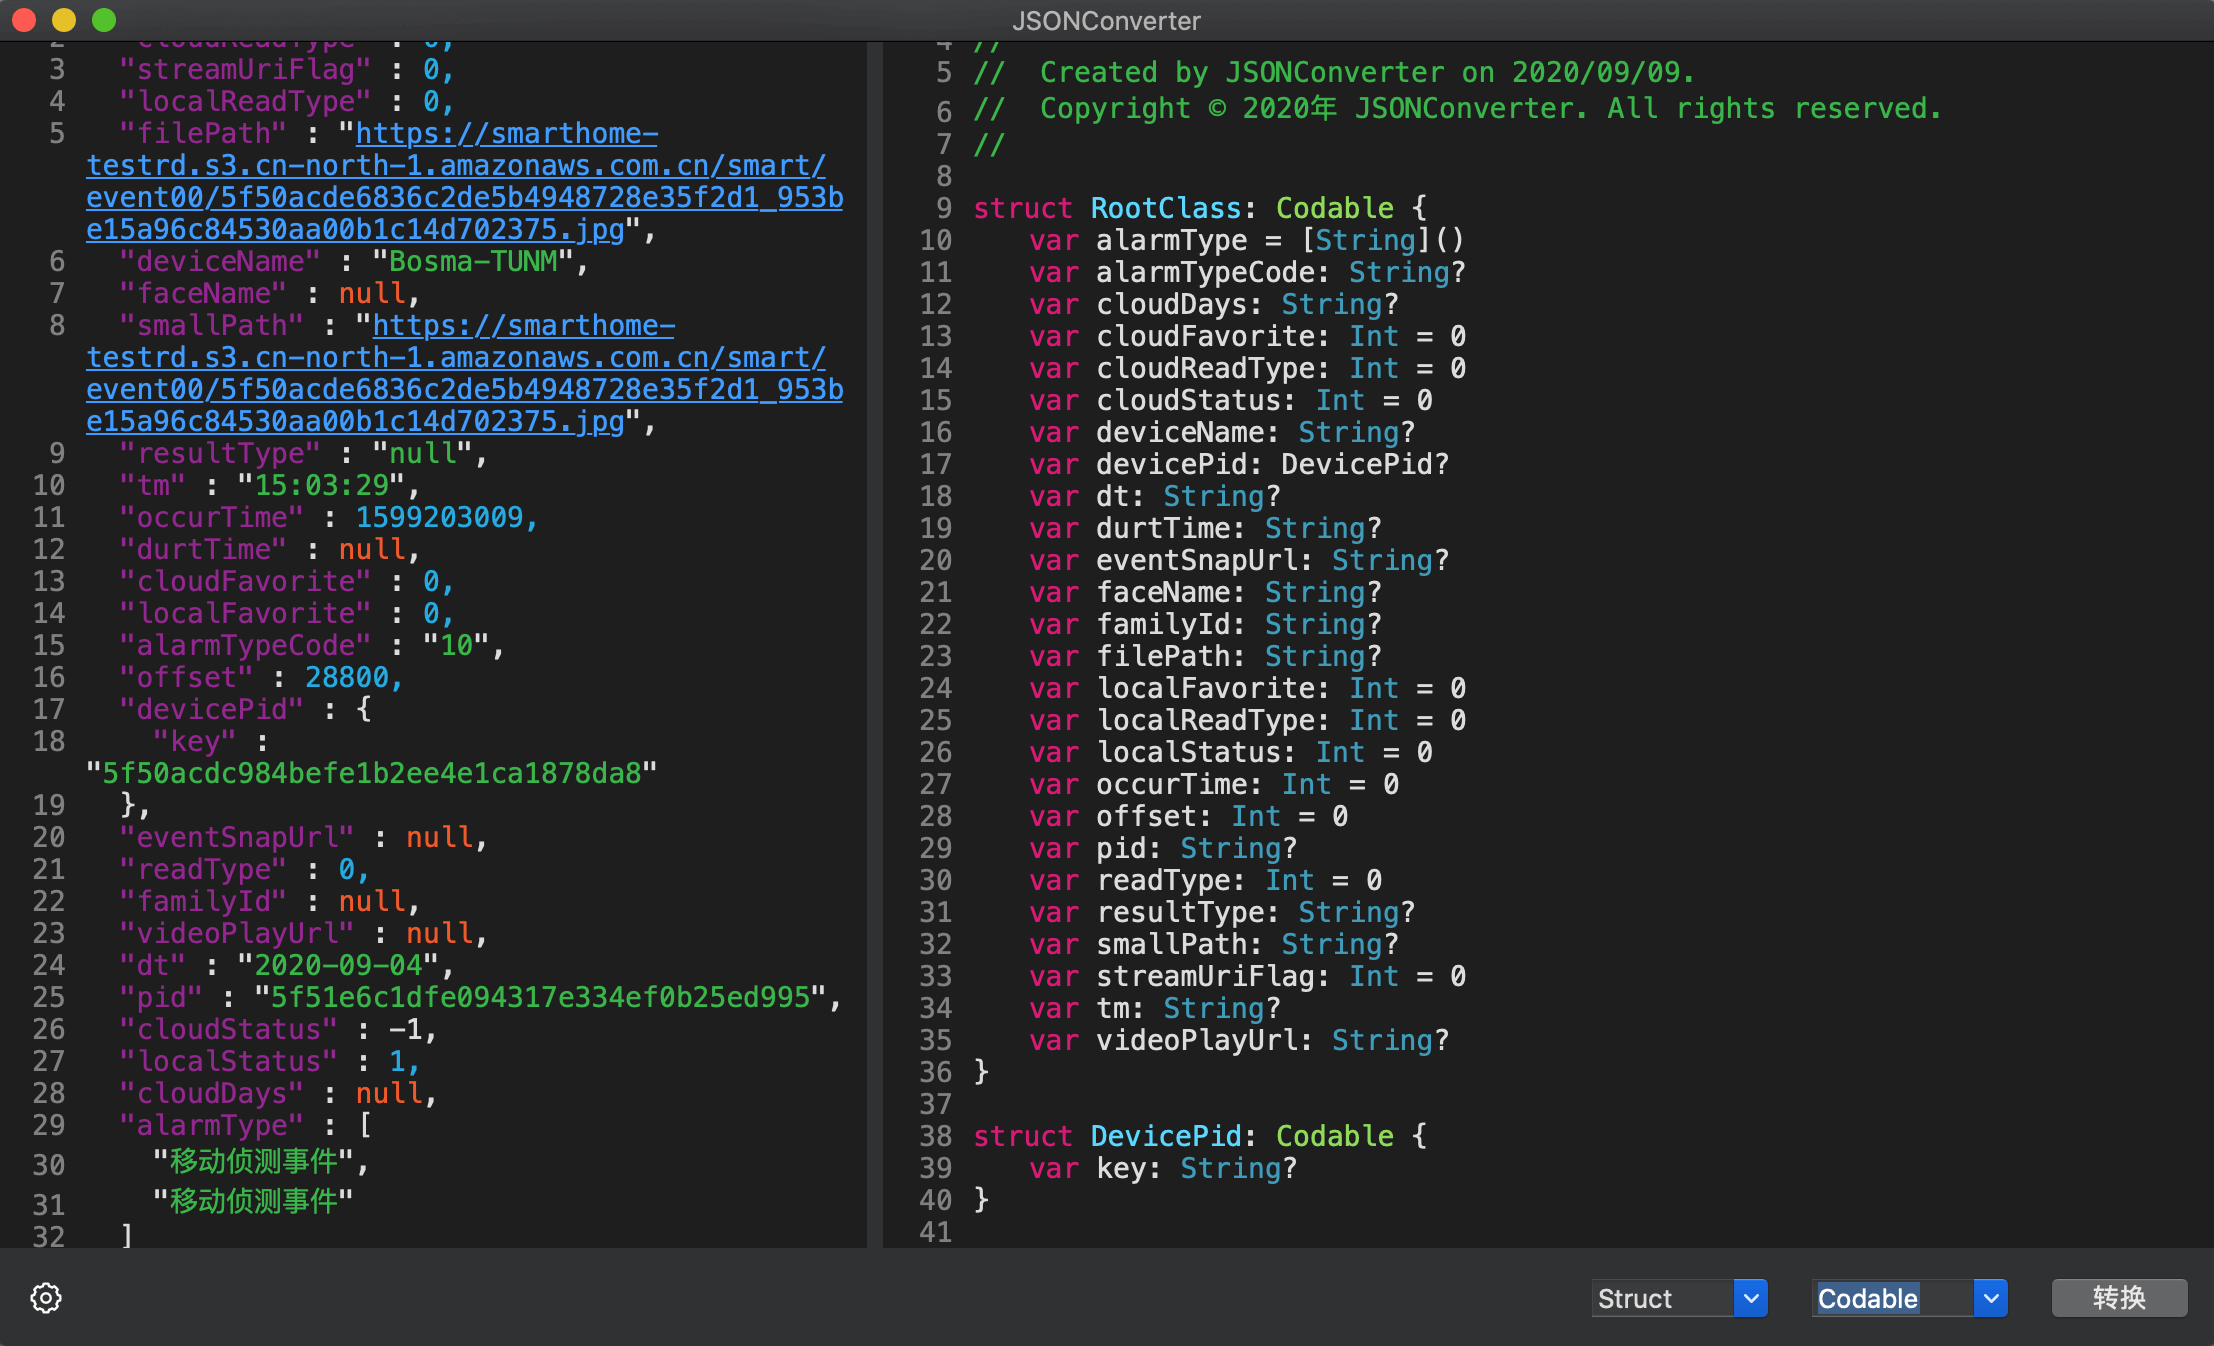 JSONConverter
2 "cloudReadType" : 0,
3 "streamUriFlag" : 0,
4 "localReadType" : 0,
5 "filePath" : "https://smarthome-
testrd.s3.cn-north-1.amazonaws.com.cn/smart/
event00/5f50acde6836c2de5b4948728e35f2d1_953b
e15a96c84530aa00b1c14d702375.jpg",
6 "deviceName" : "Bosma-TUNM",
7 "faceName" : null,
8 "smallPath" : "https://smarthome-
testrd.s3.cn-north-1.amazonaws.com.cn/smart/
event00/5f50acde6836c2de5b4948728e35f2d1_953b
e15a96c84530aa00b1c14d702375.jpg",
9 "resultType" : "null",
10 "tm" : "15:03:29",
11 "occurTime" : 1599203009,
12 "durtTime" : null,
13 "cloudFavorite" : 0,
14 "localFavorite" : 0,
15 "alarmTypeCode" : "10",
16 "offset" : 28800,
17 "devicePid" : {
18 "key" :
"5f50acdc984befe1b2ee4e1ca1878da8"
19 },
20 "eventSnapUrl" : null,
21 "readType" : 0,
22 "familyId" : null,
23 "videoPlayUrl" : null,
24 "dt" : "2020-09-04",
25 "pid" : "5f51e6c1dfe094317e334ef0b25ed995",
26 "cloudStatus" : -1,
27 "localStatus" : 1,
28 "cloudDays" : null,
29 "alarmType" : [
30 "移动侦测事件",
31 "移动侦测事件"
32 ]
4 //
5 // Created by JSONConverter on 2020/09/09.
6 // Copyright © 2020年 JSONConverter. All rights reserved.
7 //
8
9 struct RootClass: Codable {
10 var alarmType = [String]()
11 var alarmTypeCode: String?
12 var cloudDays: String?
13 var cloudFavorite: Int = 0
14 var cloudReadType: Int = 0
15 var cloudStatus: Int = 0
16 var deviceName: String?
17 var devicePid: DevicePid?
18 var dt: String?
19 var durtTime: String?
20 var eventSnapUrl: String?
21 var faceName: String?
22 var familyId: String?
23 var filePath: String?
24 var localFavorite: Int = 0
25 var localReadType: Int = 0
26 var localStatus: Int = 0
27 var occurTime: Int = 0
28 var offset: Int = 0
29 var pid: String?
30 var readType: Int = 0
31 var resultType: String?
32 var smallPath: String?
33 var streamUriFlag: Int = 0
34 var tm: String?
35 var videoPlayUrl: String?
36 }
37
38 struct DevicePid: Codable {
39 var key: String?
40 }
41
Struct
Codable
转换